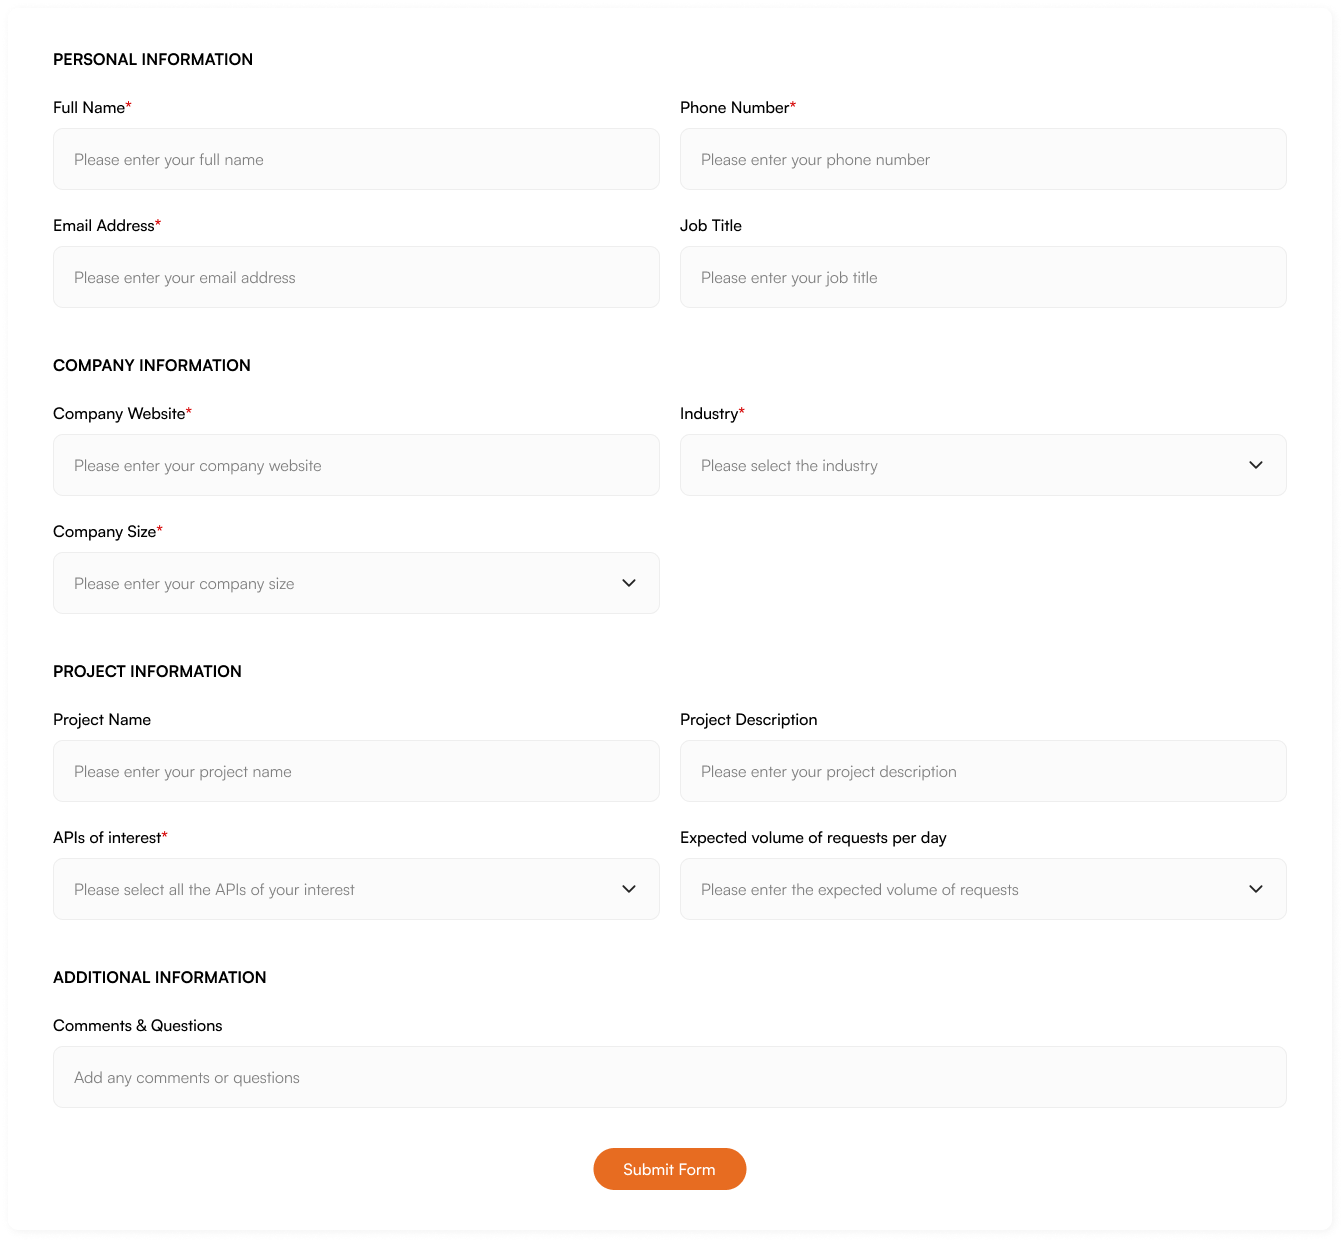 PERSONAL INFORMATION
Full Name*
Phone Number*
Please enter your full name
Please enter your phone number
Email Address*
Job Title
Please enter your email address
Please enter your job title
COMPANY INFORMATION
Company Website*
Industry*
Please enter your company website
Please select the industry
Company Size*
Please enter your company size
PROJECT INFORMATION
Project Name
Project Description
Please enter your project name
Please enter your project description
APIs of interest*
Expected volume of requests per day
Please select all the APIs of your interest
Please enter the expected volume of requests
ADDITIONAL INFORMATION
Comments & Questions
Add any comments or questions
Submit Form